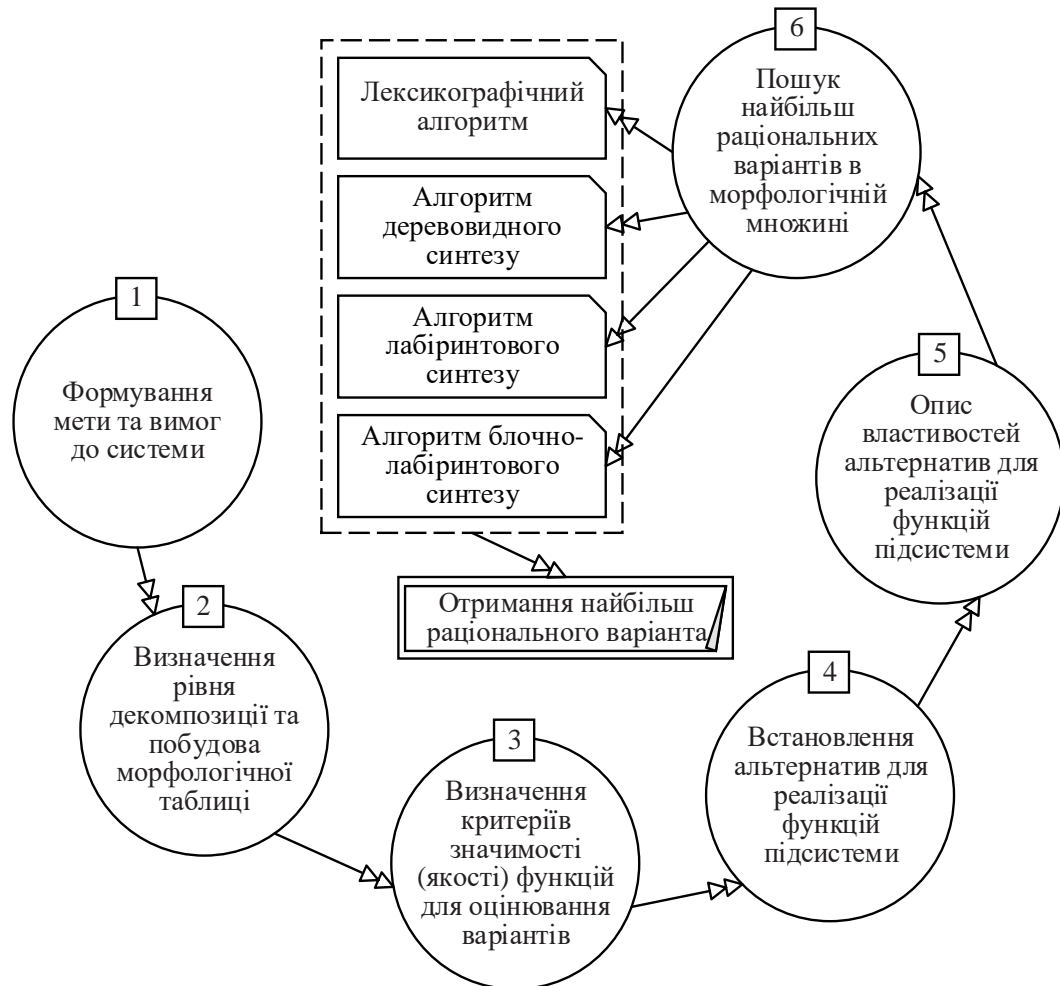 1
Формування
мети та вимог
до системи
2
Визначення
рівня
декомпозиції та
побудова
морфологічної
таблиці
3
Визначення
критеріїв
значимості
(якості) функцій
для оцінювання
варіантів
4
Встановлення
альтернатив для
реалізації
функцій
підсистеми
5
Опис
властивостей
альтернатив для
реалізації
функцій
підсистеми
6
Пошук
найбільш
раціональних
варіантів в
морфологічній
множині
Лексикографічний
алгоритм
Алгоритм
деревовидного
синтезу
Алгоритм
лабіринтового
синтезу
Алгоритм блочно-
лабіринтового
синтезу
Отримання найбільш
раціонального варіанта